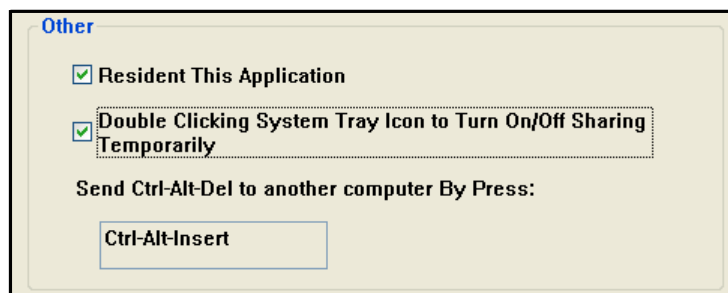 Other
Resident This Application
Double Clicking System Tray Icon to Turn On/Off Sharing
Temporarily
Send Ctrl-Alt-Del to another computer By Press:
Ctrl-Alt-Insert